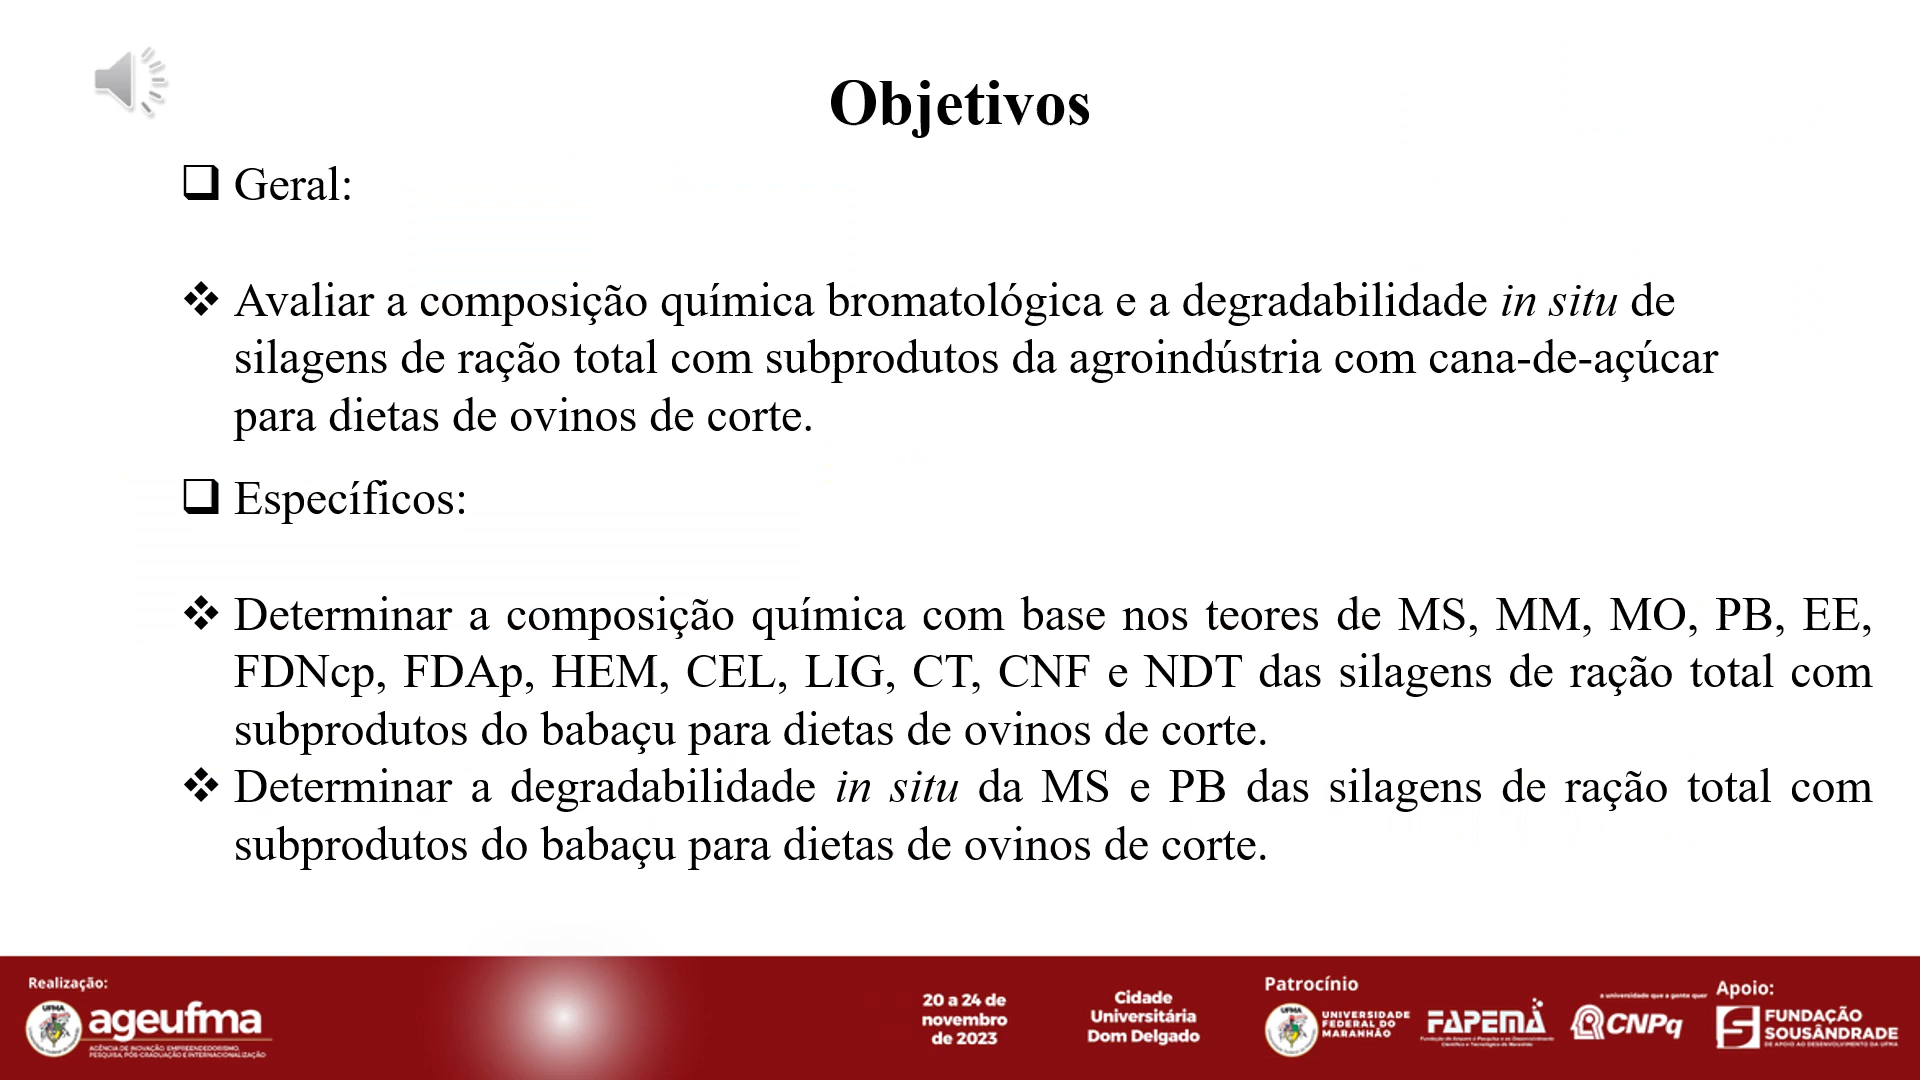 Objetivos
Geral:
Avaliar a composição química bromatológica e a degradabilidade in situ de
silagens de ração total com subprodutos da agroindústria com cana-de-açúcar
para dietas de ovinos de corte.
Específicos:
Determinar a composição química com base nos teores de MS, MM, MO, PB, EE,
FDNcp, FDAp, HEM, CEL, LIG, CT, CNF e NDT das silagens de ração total com
subprodutos do babaçu para dietas de ovinos de corte.
Determinar a degradabilidade in situ da MS e PB das silagens de ração total com
subprodutos do babaçu para dietas de ovinos de corte.
Realização:
UFMA
ageufma
AGÊNCIA DE INOVAÇÃO, EMPREENDEDORISMO,
PESQUISA, PÓS-GRADUAÇÃO E INTERNACIONALIZAÇÃO
20 a 24 de
novembro
de 2023
Cidade
Universitária
Dom Delgado
Patrocínio
UFMA
UNIVERSIDADE
FEDERAL DO
MARANHÃO
a universidade que a gente quer
FAPEMA
Fundação de Amparo à Pesquisa e ao Desenvolvimento
Científico e Tecnológico do Maranhão
CNPq
Apoio:
FUNDAÇÃO
SOUSÂNDRADE
DE APOIO AO DESENVOLVIMENTO DA UFMA